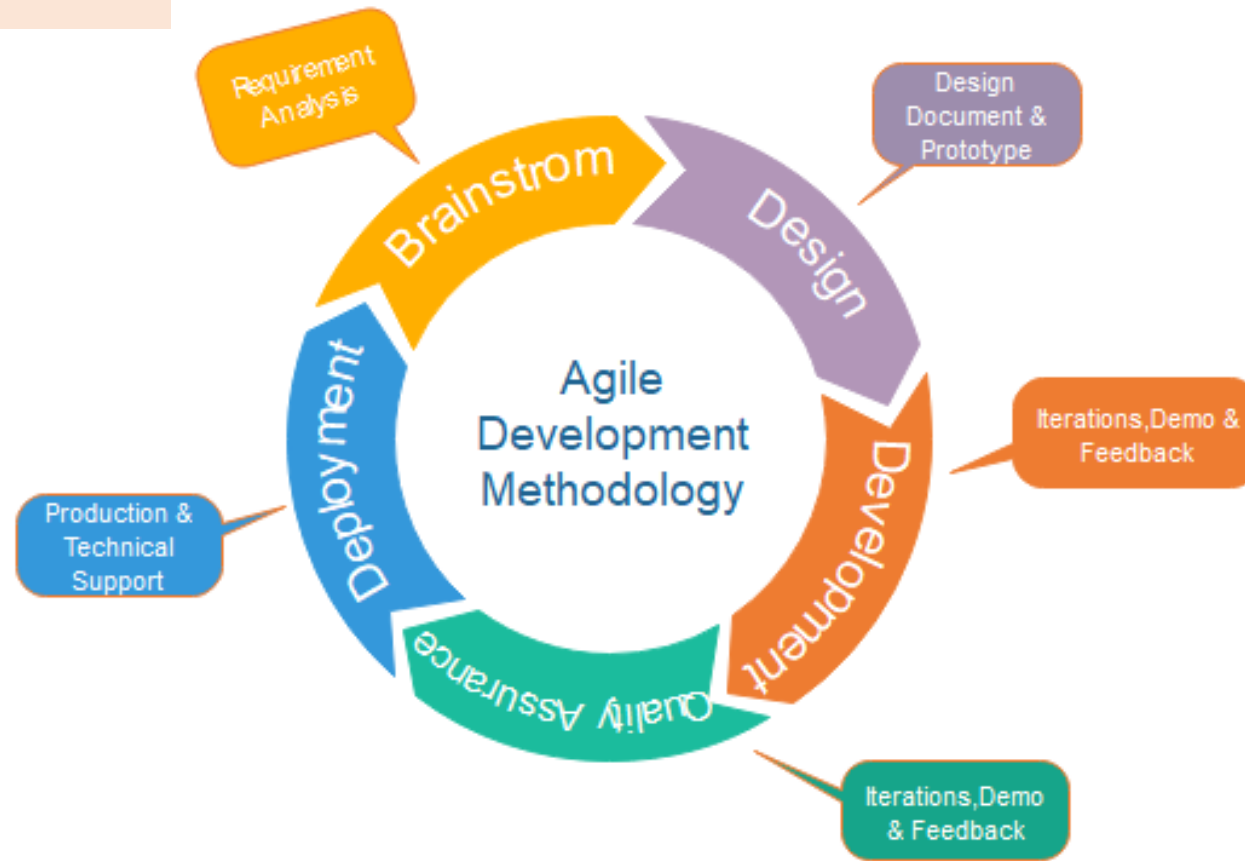 Requirement
Analysis
Design
Document &
Prototype
Brainstrom
Design
Agile
Development
Methodology
Iterations,Demo &
Feedback
Development
Deployment
Production &
Technical
Support
Quality Assurance
Iterations,Demo
& Feedback